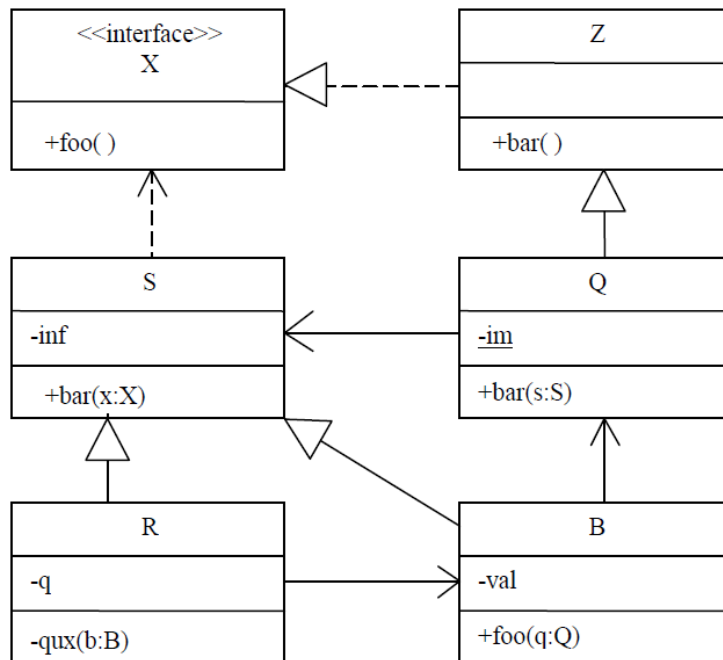 <<interface>>
X
+foo( )
Z
+bar( )
S
-inf
+bar(x:X)
Q
-im
+bar(s:S)
R
-q
-qux(b:B)
B
-val
+foo(q:Q)